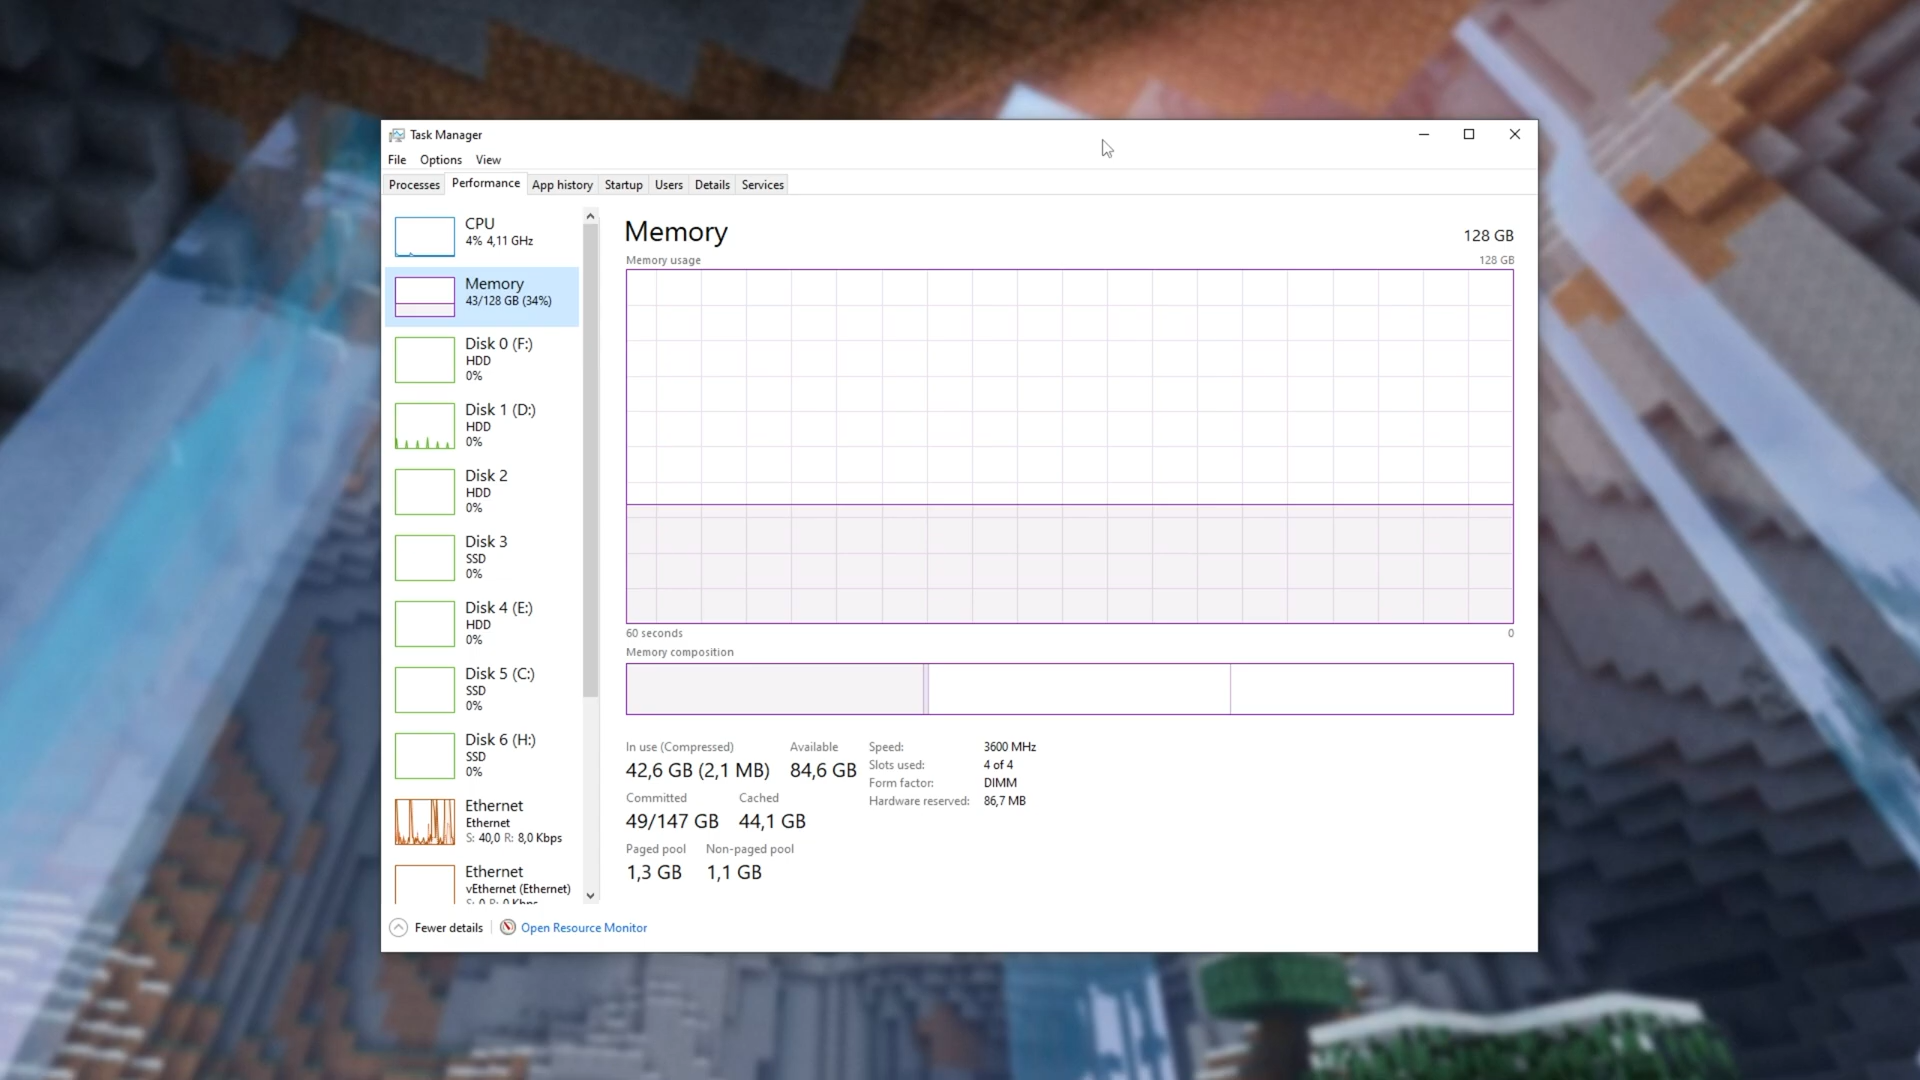 Task Manager
File Options View
Processes Performance App history Startup Users Details Services
CPU
4% 4,11 GHz
Memory
43/128 GB (34%)
Disk 0 (F:)
HDD
0%
Disk 1 (D:)
HDD
0%
Disk 2
HDD
0%
Disk 3
SSD
0%
Disk 4 (E:)
HDD
0%
Disk 5 (C:)
SSD
0%
Disk 6 (H:)
SSD
0%
Ethernet
Ethernet
S: 40,0 R: 8,0 Kbps
Ethernet
vEthernet (Ethernet)
S: 0 R: 0 Kbps
Memory 128 GB
Memory usage 128 GB
60 seconds 0
Memory composition
In use (Compressed) Available
42,6 GB (2,1 MB) 84,6 GB
Committed Cached
49/147 GB 44,1 GB
Paged pool Non-paged pool
1,3 GB 1,1 GB
Speed: 3600 MHz
Slots used: 4 of 4
Form factor: DIMM
Hardware reserved: 86,7 MB
Fewer details Open Resource Monitor